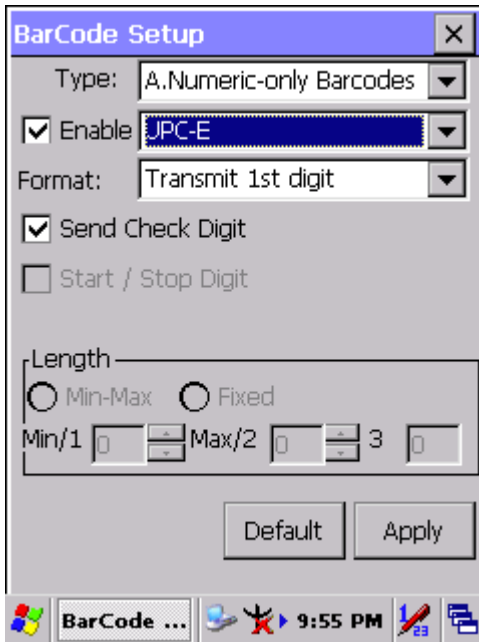 BarCode Setup
Type: A.Numeric-only Barcodes
Enable UPC-E
Format: Transmit 1st digit
Send Check Digit
Start / Stop Digit
Length
Min-Max Fixed
Min/1 0 Max/2 0 3 0
Default Apply
BarCode ... 9:55 PM 23